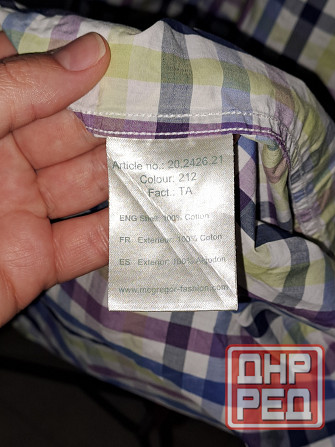 Article no.: 20.2426.21
Colour: 212
Fact.: TA.
ENG Shell: 100% Cotton
FR Exterieur: 100% Coton
ES Exterior: 100% Algodon
www.mcgregor-fashion.com
ДНР
РЕД